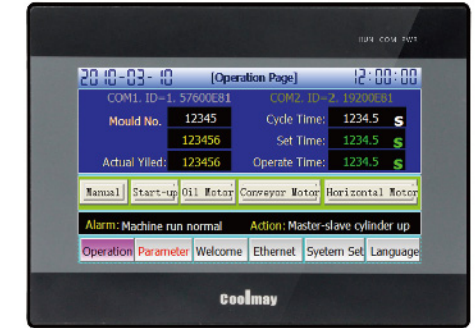 RUN COM PWR
2010-03-10 [Operation Page] 12:00:00
COM1. ID=1. 57600E81 COM2. ID=2. 19200E81
Mould No. 12345 Cycle Time: 1234.5 S
123456 Set Time: 1234.5 S
Actual Yiled: 123456 Operate Time: 1234.5 S
Manual Start-up Oil Motor Conveyor Motor Horizontal Motor
Alarm: Machine run normal Action: Master-slave cylinder up
Operation Parameter Welcome Ethernet Syetem Set Language
Coolmay